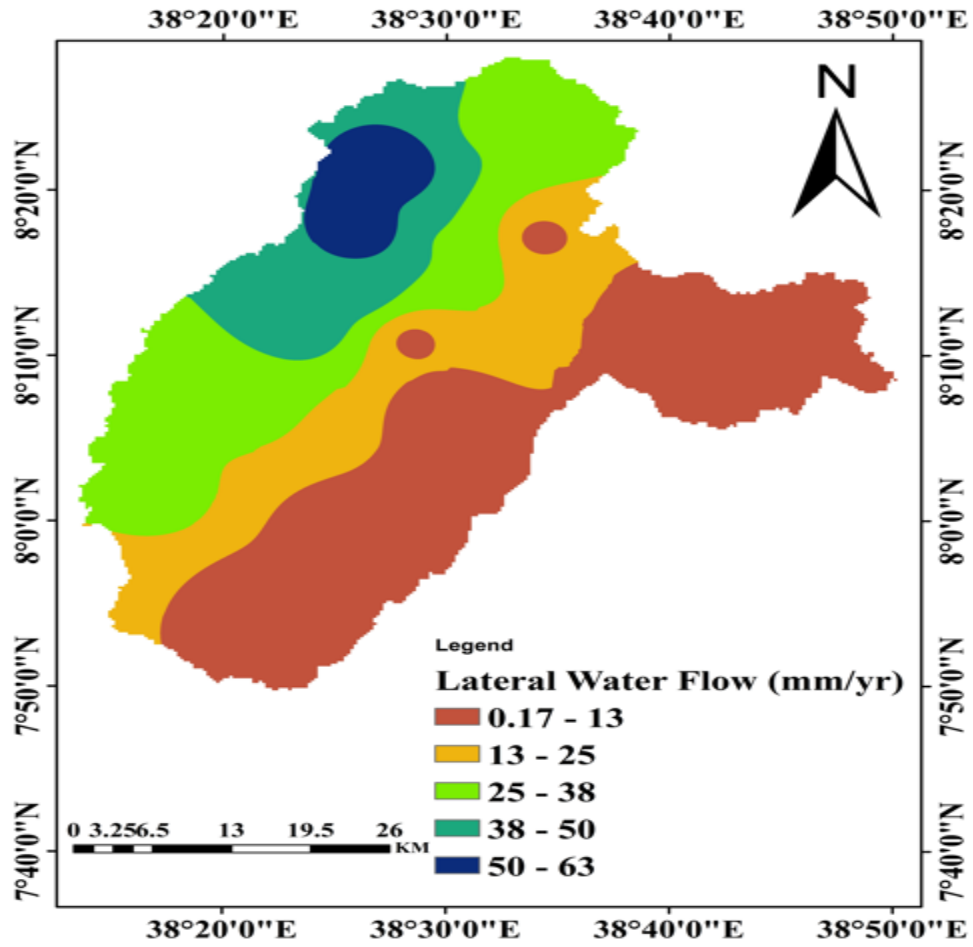 38°20'0"E 38°30'0"E 38°40'0"E 38°50'0"E
N
8°20'0"N 8°20'0"N
8°10'0"N 8°10'0"N
8°0'0"N 8°0'0"N
7°50'0"N 7°50'0"N
7°40'0"N 7°40'0"N
Legend
Lateral Water Flow (mm/yr)
0.17 - 13
13 - 25
25 - 38
38 - 50
50 - 63
0 3.256.5 13 19.5 26
KM
38°20'0"E 38°30'0"E 38°40'0"E 38°50'0"E